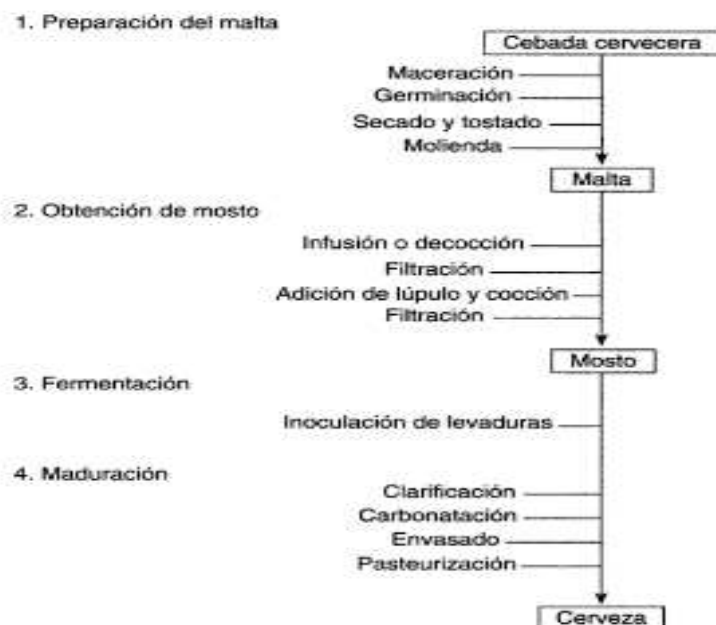 1. Preparación del malta
Cebada cervecera
Maceración
Germinación
Secado y tostado
Molienda
Malta
2. Obtención de mosto
Infusión o decocción
Filtración
Adición de lúpulo y cocción
Filtración
Mosto
3. Fermentación
Inoculación de levaduras
4. Maduración
Clarificación
Carbonatación
Envasado
Pasteurización
Cerveza